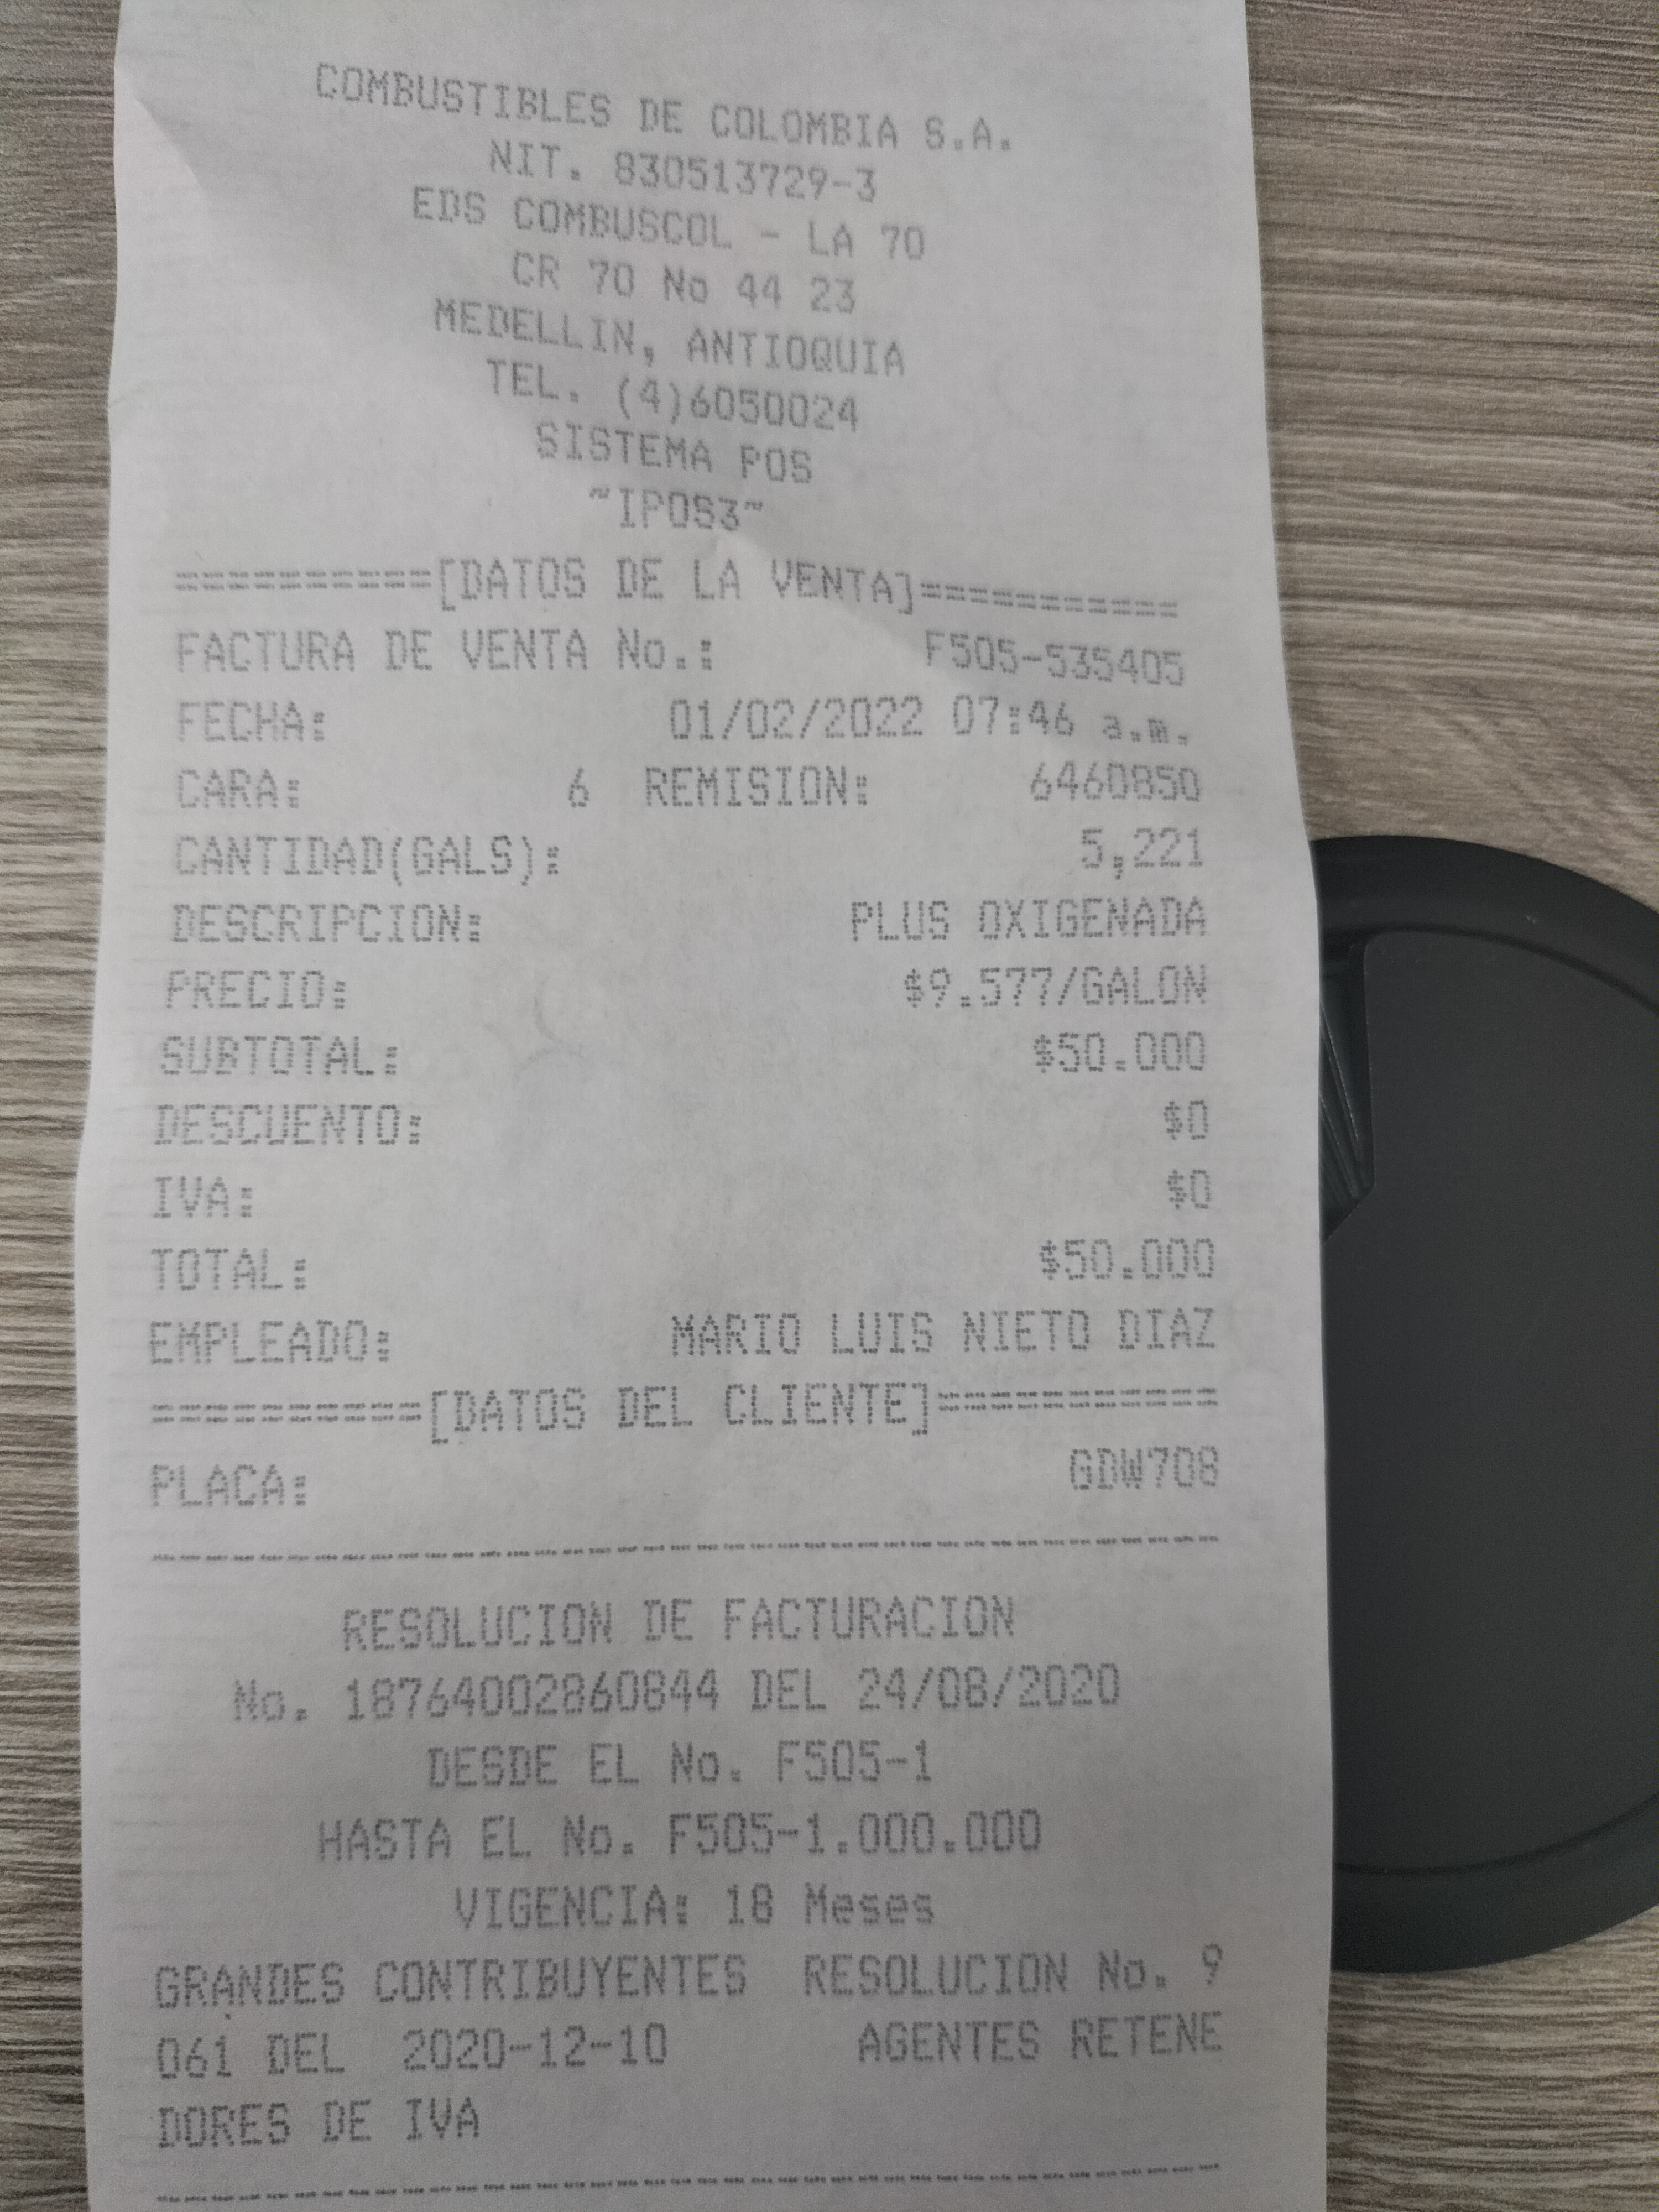 COMBUSTIBLES DE COLOMBIA S.A.
NIT. 830513729-3
EDS COMBUSCOL - LA 70
CR 70 No 44 23
MEDELLIN, ANTIOQUIA
TEL. (4)6050024
SISTEMA POS
~IPOS3~
==========[DATOS DE LA VENTA]==========
FACTURA DE VENTA No.: F505-535405
FECHA: 01/02/2022 07:46 a.m.
CARA: 6 REMISION: 6460850
CANTIDAD(GALS): 5,221
DESCRIPCION: PLUS OXIGENADA
PRECIO: $9.577/GALON
SUBTOTAL: $50.000
DESCUENTO: $0
IVA: $0
TOTAL: $50.000
EMPLEADO: MARIO LUIS NIETO DIAZ
==========[DATOS DEL CLIENTE]==========
PLACA: GDW708
RESOLUCION DE FACTURACION
No. 18764002860844 DEL 24/08/2020
DESDE EL No. F505-1
HASTA EL No. F505-1.000.000
VIGENCIA: 18 Meses
GRANDES CONTRIBUYENTES RESOLUCION No. 9
061 DEL 2020-12-10 AGENTES RETENE
DORES DE IVA